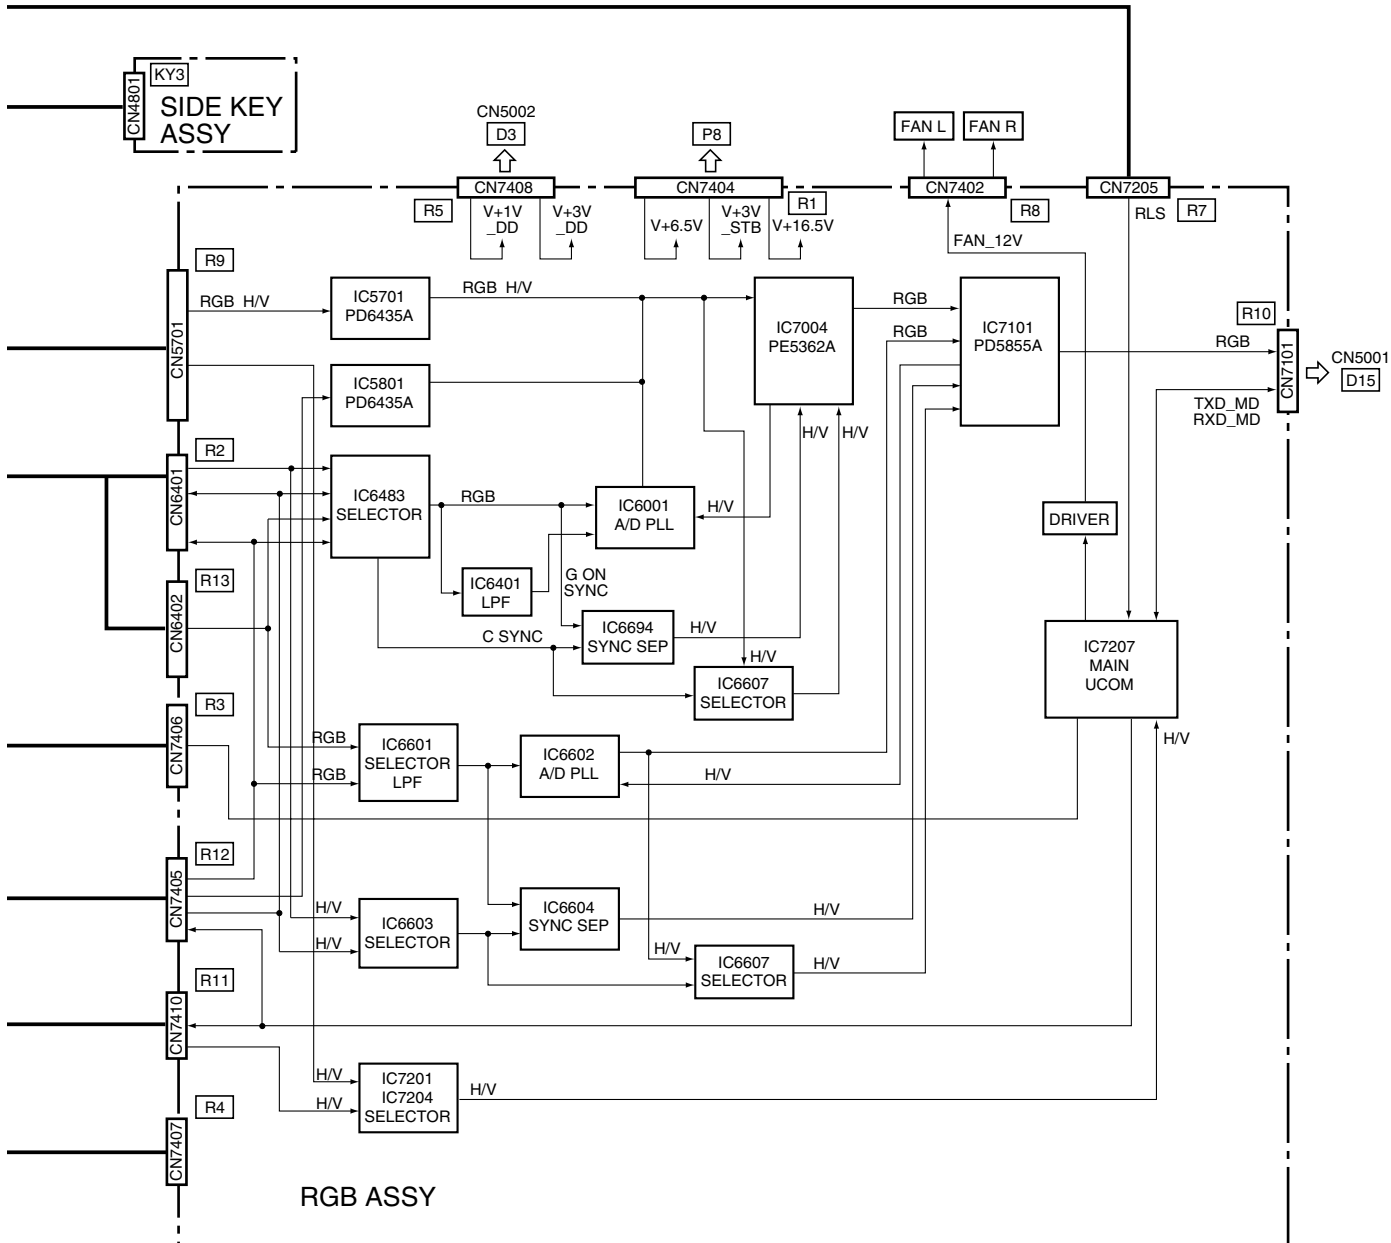 KY3
CN4801
SIDE KEY
ASSY
CN5002
D3
P8
FAN L
FAN R
CN7408
CN7404
CN7402
CN7205
R5
V+1V
_DD
V+3V
_DD
V+6.5V
V+3V
_STB
R1
V+16.5V
R8
RLS
R7
FAN_12V
R9
CN5701
RGB H/V
IC5701
PD6435A
RGB H/V
IC7004
PE5362A
RGB
RGB
IC7101
PD5855A
RGB
R10
CN7101
CN5001
D15
TXD_MD
RXD_MD
IC5801
PD6435A
H/V
H/V
R2
CN6401
IC6483
SELECTOR
RGB
IC6001
A/D PLL
H/V
DRIVER
R13
CN6402
IC6401
LPF
G ON
SYNC
C SYNC
IC6694
SYNC SEP
H/V
H/V
IC6607
SELECTOR
IC7207
MAIN
UCOM
H/V
R3
CN7406
RGB
RGB
IC6601
SELECTOR
LPF
IC6602
A/D PLL
H/V
R12
CN7405
H/V
H/V
IC6603
SELECTOR
IC6604
SYNC SEP
H/V
H/V
IC6607
SELECTOR
H/V
R11
CN7410
H/V
H/V
IC7201
IC7204
SELECTOR
H/V
R4
CN7407
RGB ASSY